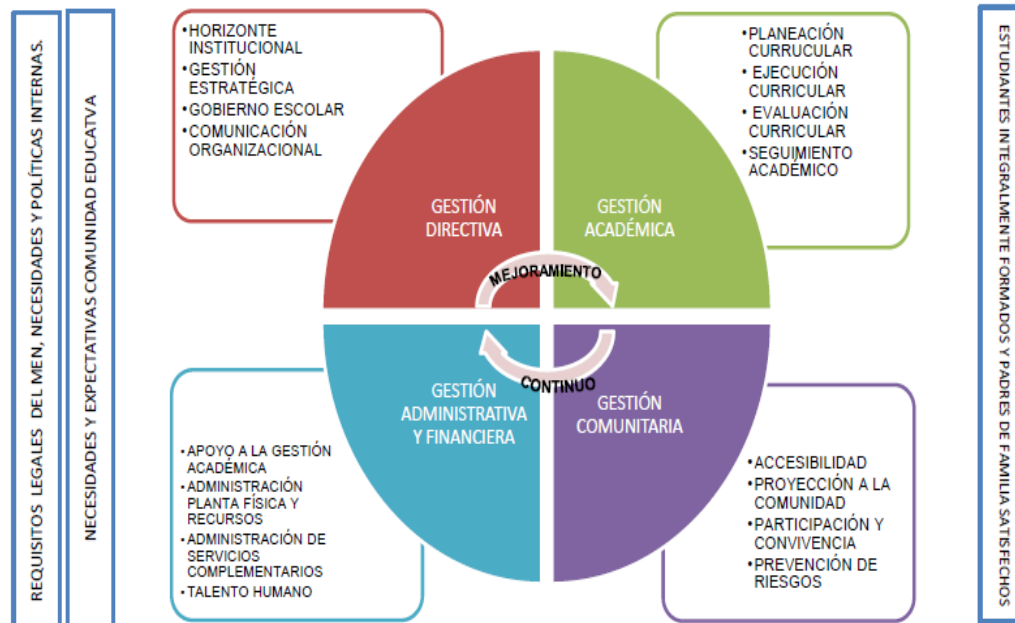 REQUISITOS LEGALES DEL MEN, NECESIDADES Y POLÍTICAS INTERNAS.
NECESIDADES Y EXPECTATIVAS COMUNIDAD EDUCATVA
•HORIZONTE
INSTITUCIONAL
•GESTIÓN
ESTRATÉGICA
•GOBIERNO ESCOLAR
•COMUNICACIÓN
ORGANIZACIONAL
•PLANEACIÓN
CURRUCULAR
• EJECUCIÓN
CURRICULAR
• EVALUACIÓN
CURRICULAR
•SEGUIMIENTO
ACADÉMICO
GESTIÓN
DIRECTIVA
GESTIÓN
ACADÉMICA
MEJORAMIENTO
CONTINUO
GESTIÓN
ADMINISTRATIVA
Y FINANCIERA
GESTIÓN
COMUNITARIA
• APOYO A LA GESTIÓN
ACADÉMICA
• ADMINISTRACIÓN
PLANTA FÍSICA Y
RECURSOS
• ADMINISTRACIÓN DE
SERVICIOS
COMPLEMENTARIOS
• TALENTO HUMANO
•ACCESIBILIDAD
•PROYECCIÓN A LA
COMUNIDAD
•PARTICIPACIÓN Y
CONVIVENCIA
•PREVENCIÓN DE
RIESGOS
ESTUDIANTES INTEGRALMENTE FORMADOS Y PADRES DE FAMILIA SATISFECHOS